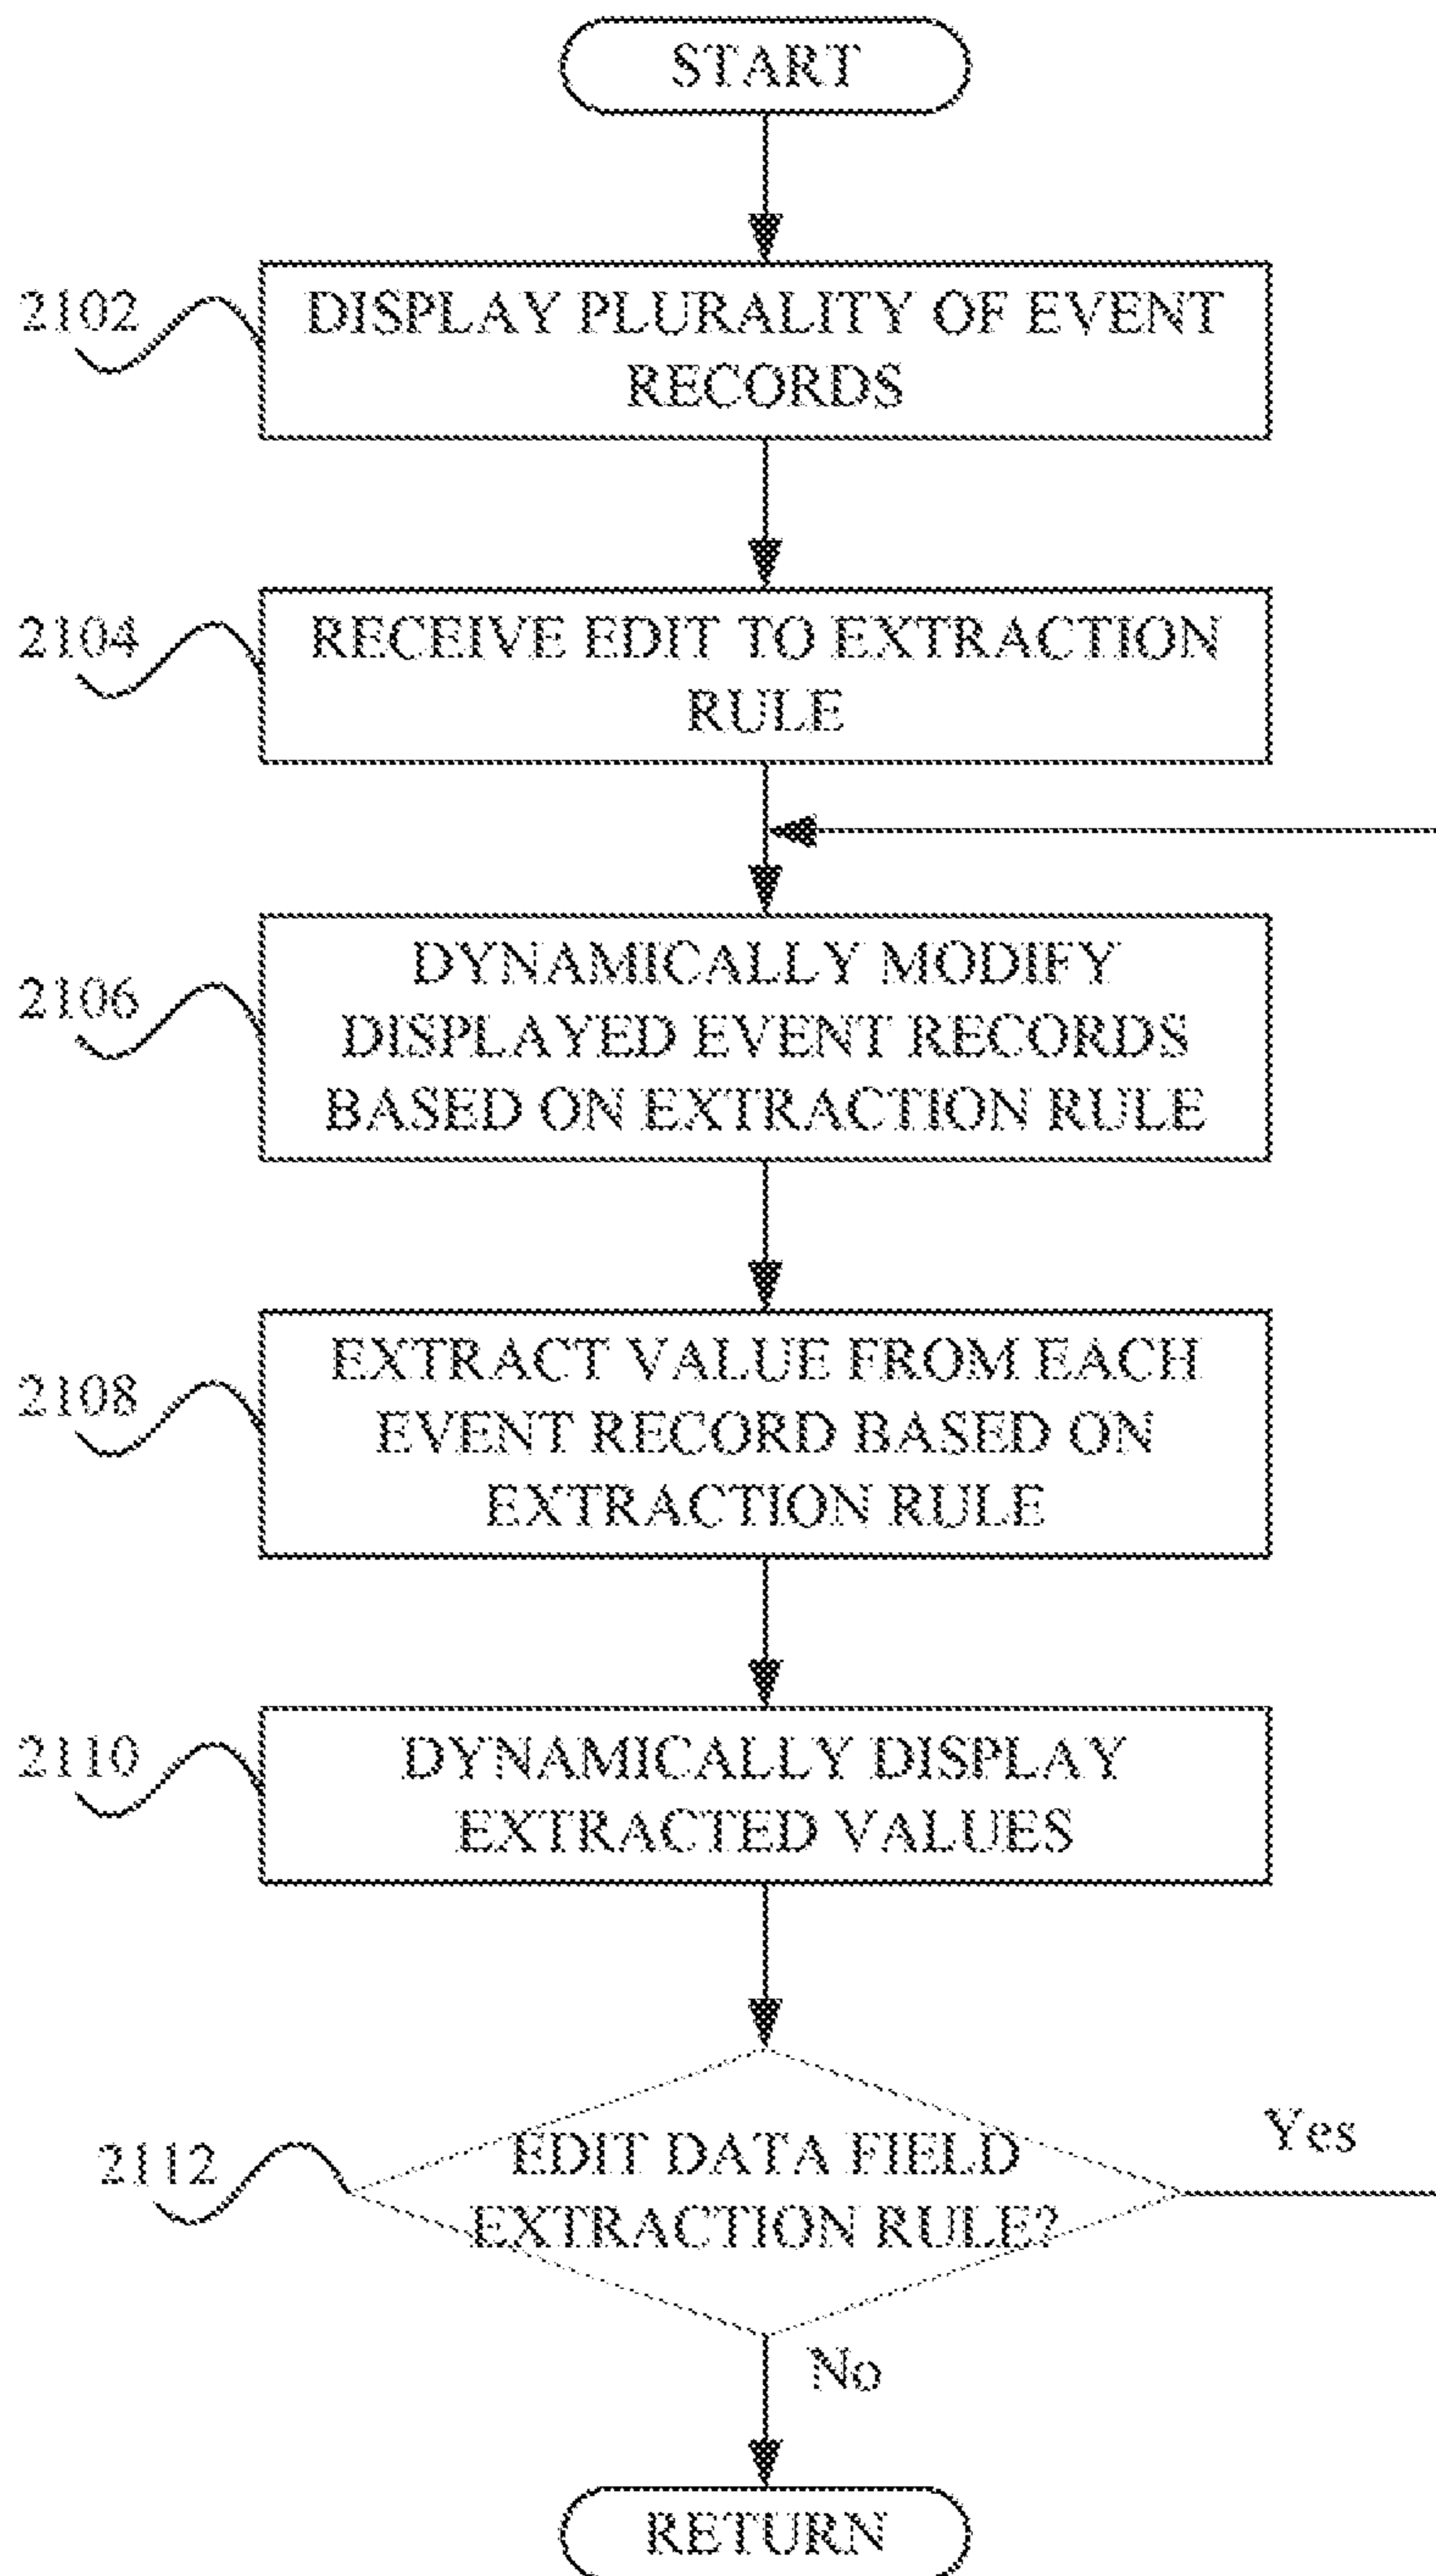 START
2102
DISPLAY PLURALITY OF EVENT
RECORDS
2104
RECEIVE EDIT TO EXTRACTION
RULE
2106
DYNAMICALLY MODIFY
DISPLAYED EVENT RECORDS
BASED ON EXTRACTION RULE
2108
EXTRACT VALUE FROM EACH
EVENT RECORD BASED ON
EXTRACTION RULE
2110
DYNAMICALLY DISPLAY
EXTRACTED VALUES
2112
EDIT DATA FIELD
EXTRACTION RULE?
Yes
No
RETURN